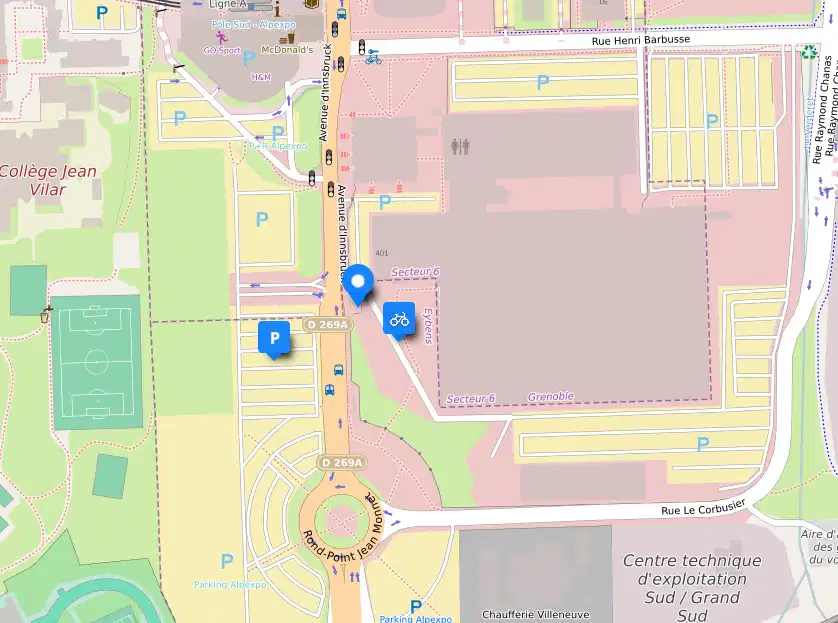 Ligne A
16
P
Pôle Sud - Alpexpo
GO Sport
McDonald's
Rue Henri Barbusse
P
H&M
P
Avenue d'Innsbruck
Rue Raymond Chanas
P
P
P
P+R Alpexpo
Collège Jean
Vilar
P
P
Avenue d'Innsbruck
401
Secteur 6
Eybens
D 269A
P
Secteur 6
Grenoble
P
D 269A
Rue Le Corbusier
Rond-Point Jean Monnet
P
Parking Alpexpo
Centre technique
d'exploitation
Sud / Grand
Sud
P
Parking Alpexpo
Chaufferie Villeneuve